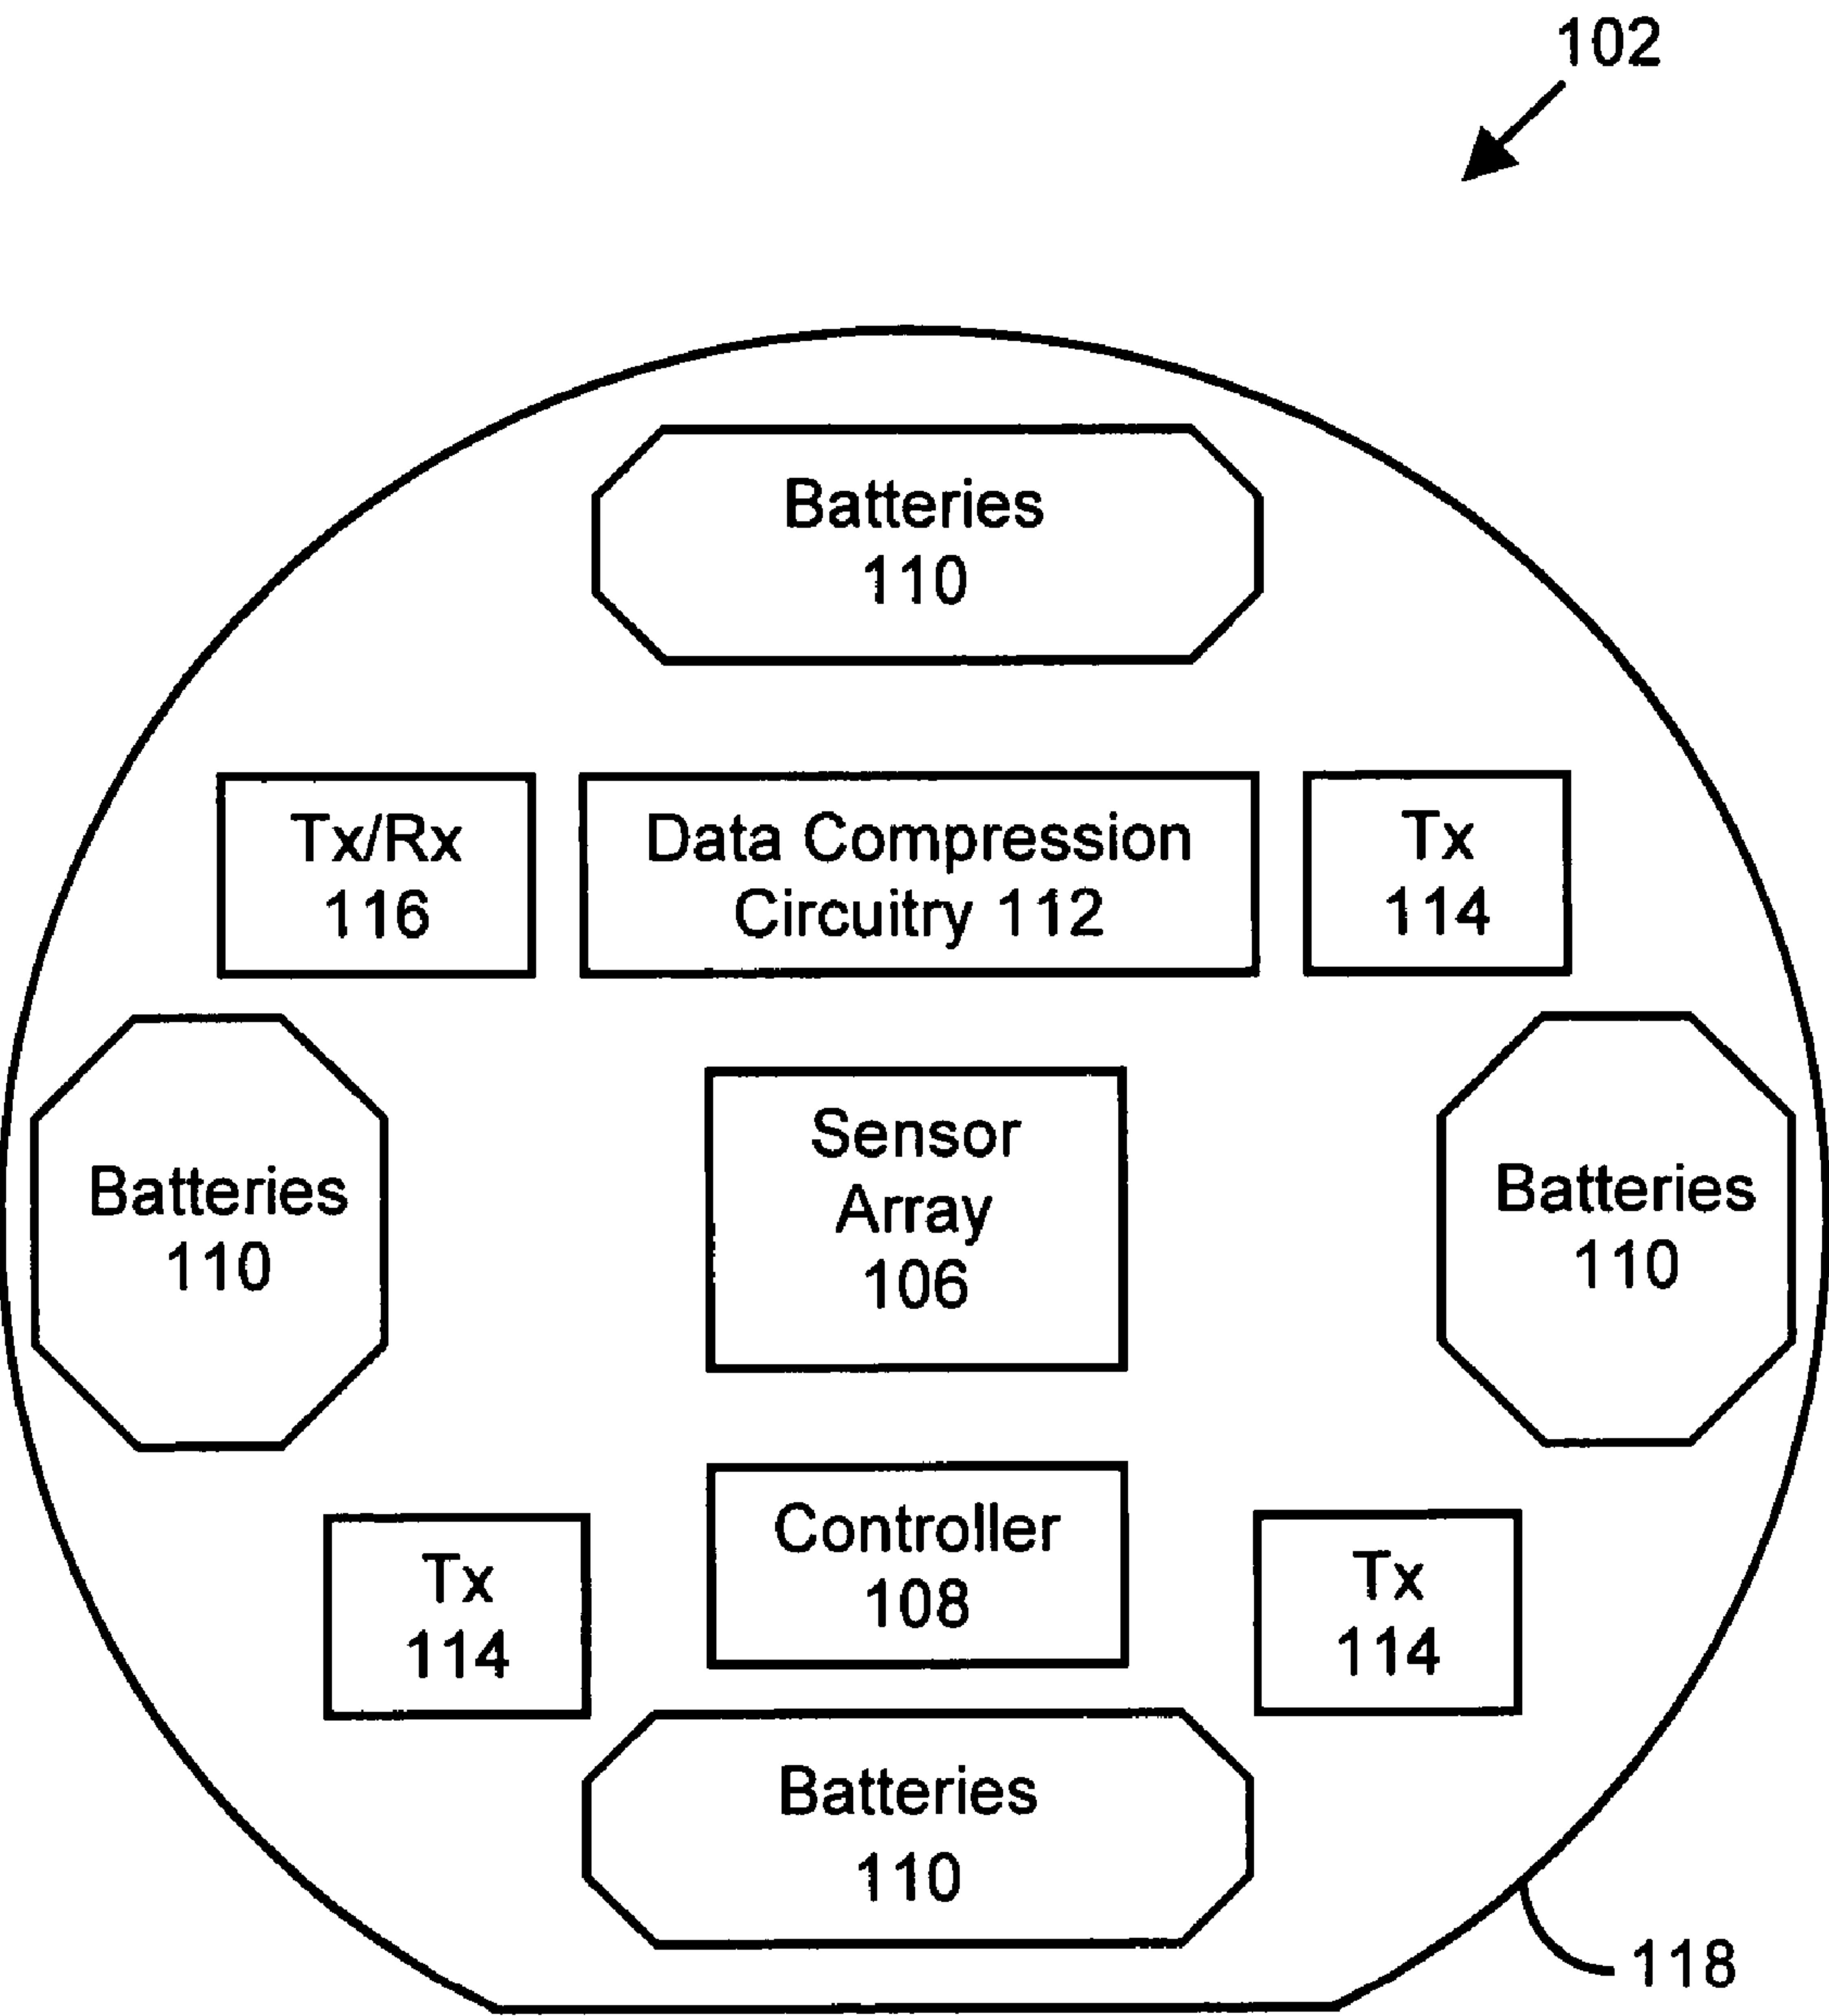 102
Batteries
110
Tx/Rx
116
Data Compression
Circuitry 112
Tx
114
Batteries
110
Sensor
Array
106
Batteries
110
Tx
114
Controller
108
Tx
114
Batteries
110
118